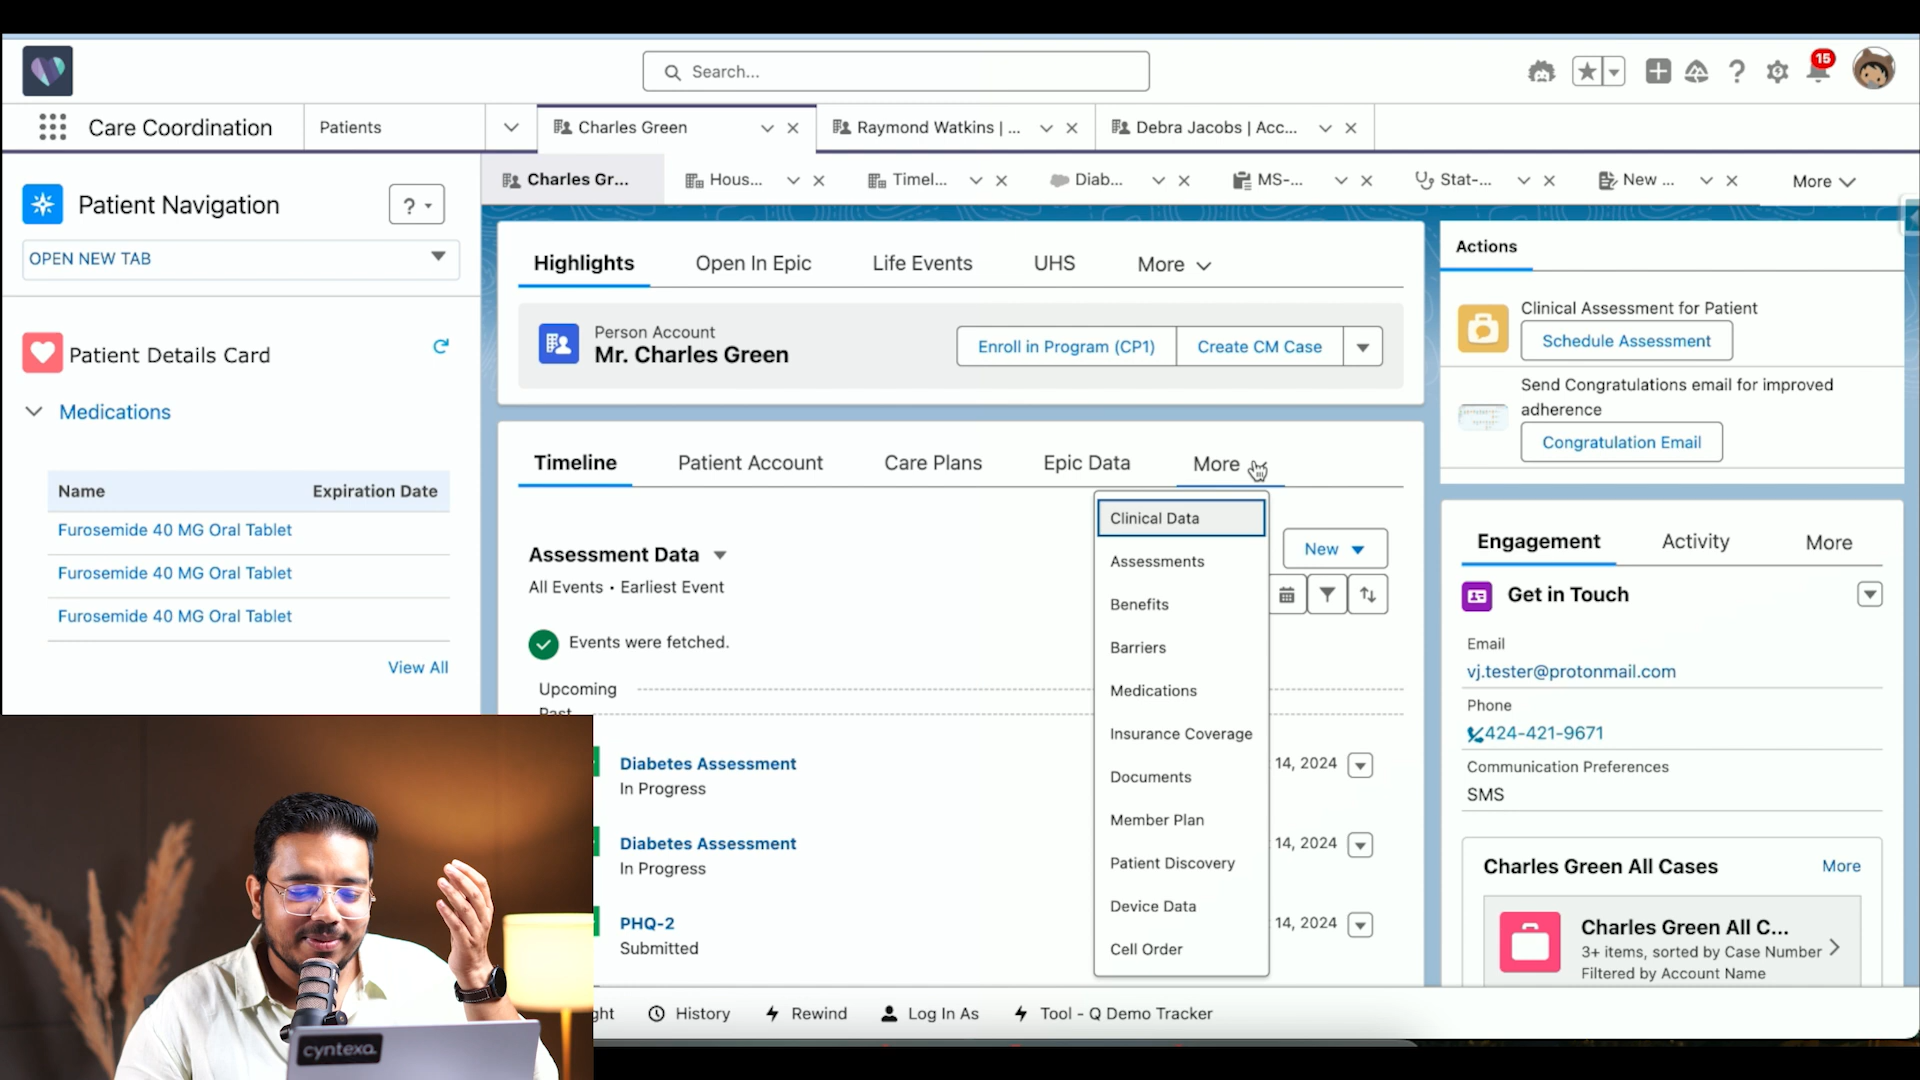 Search...
15
Care Coordination
Patients
Charles Green
Raymond Watkins | ...
Debra Jacobs | Acc...
Charles Gr...
Hous...
Timel...
Diab...
MS-...
Stat-...
New ...
More
Patient Navigation
?
OPEN NEW TAB
Patient Details Card
Medications
Name Expiration Date
Furosemide 40 MG Oral Tablet
Furosemide 40 MG Oral Tablet
Furosemide 40 MG Oral Tablet
View All
Highlights Open In Epic Life Events UHS More
Person Account
Mr. Charles Green
Enroll in Program (CP1) Create CM Case
Timeline Patient Account Care Plans Epic Data More
Assessment Data
All Events • Earliest Event
New
Events were fetched.
Upcoming
Past
Diabetes Assessment
In Progress
14, 2024
Diabetes Assessment
In Progress
14, 2024
PHQ-2
Submitted
14, 2024
Clinical Data
Assessments
Benefits
Barriers
Medications
Insurance Coverage
Documents
Member Plan
Patient Discovery
Device Data
Cell Order
Actions
Clinical Assessment for Patient
Schedule Assessment
Send Congratulations email for improved
adherence
Congratulation Email
Engagement Activity More
Get in Touch
Email
vj.tester@protonmail.com
Phone
424-421-9671
Communication Preferences
SMS
Charles Green All Cases More
Charles Green All C...
3+ items, sorted by Case Number
Filtered by Account Name
ght History Rewind Log In As Tool - Q Demo Tracker
cyntexa.